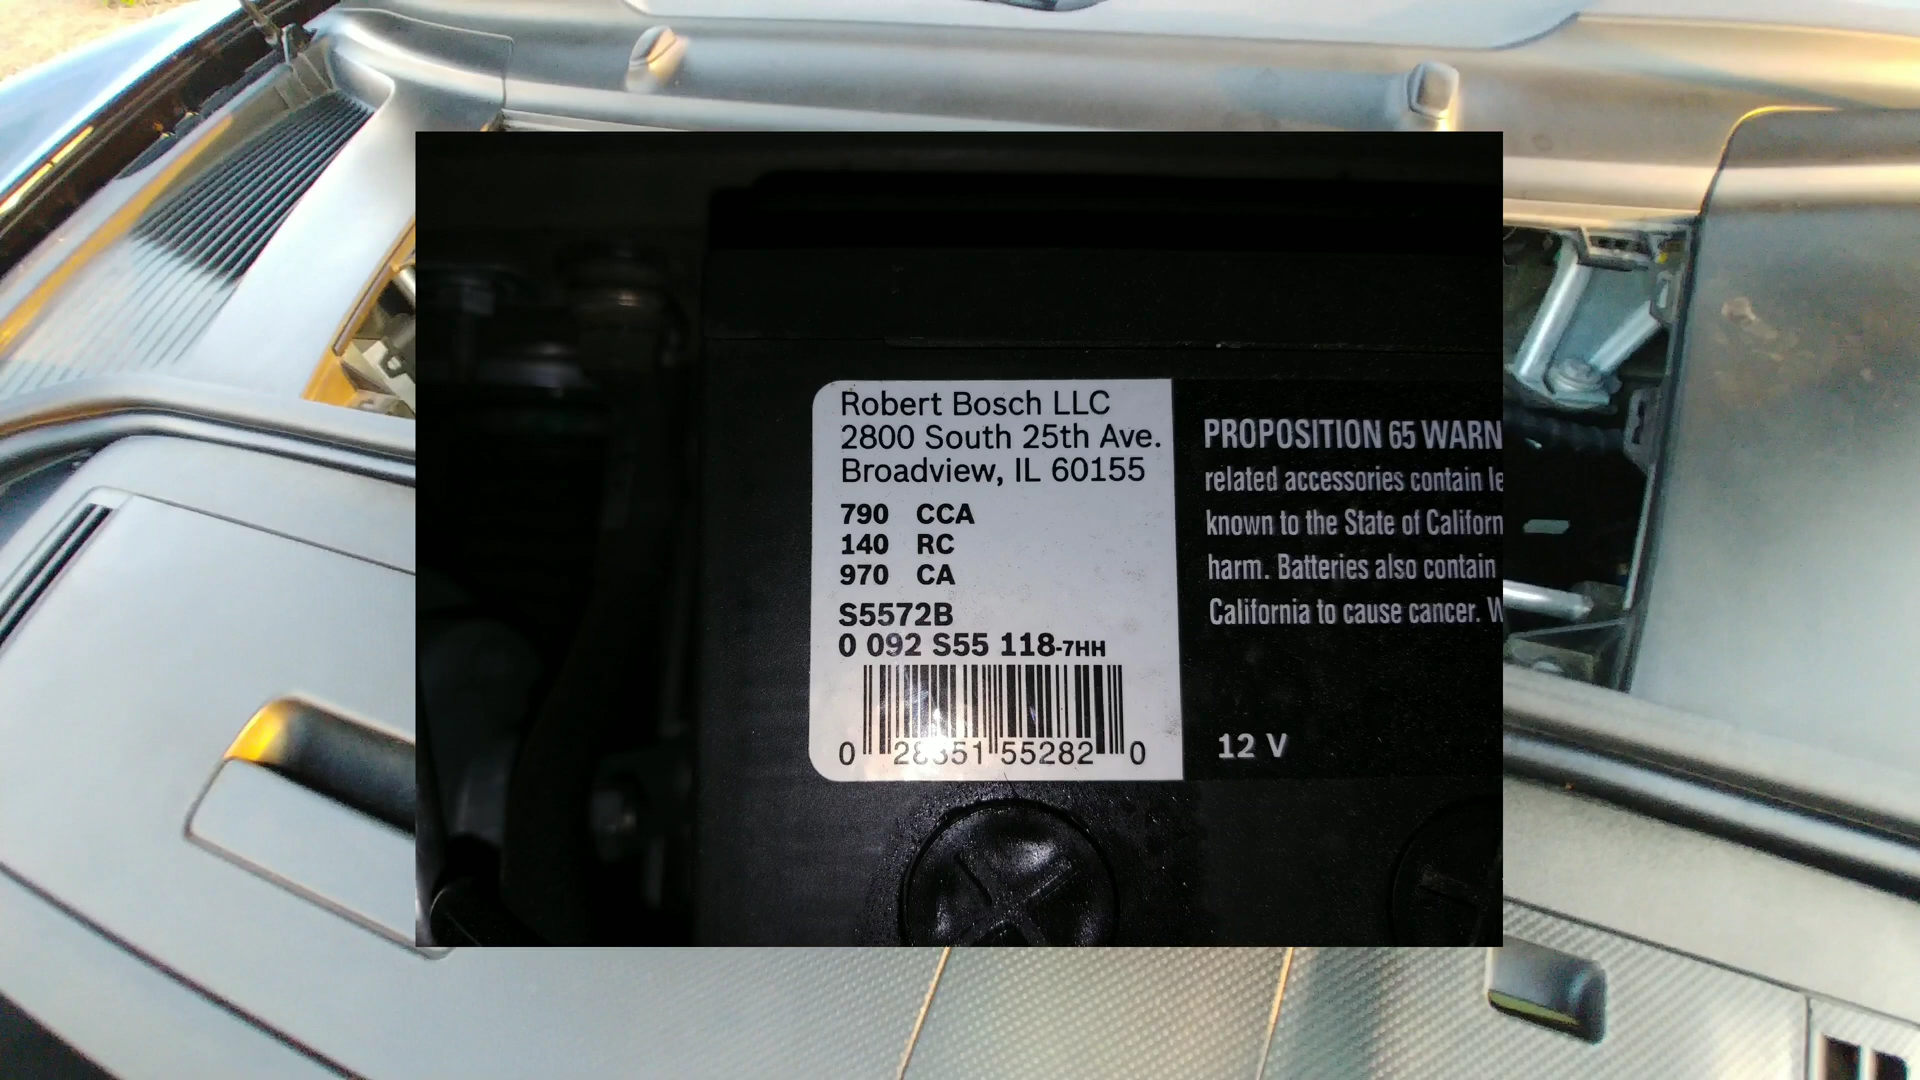 Robert Bosch LLC
2800 South 25th Ave.
Broadview, IL 60155
790 CCA
140 RC
970 CA
S5572B
0 092 S55 118-7HH
0 28851 55282 0
PROPOSITION 65 WARN
related accessories contain le
known to the State of Californ
harm. Batteries also contain
California to cause cancer. W
12 V